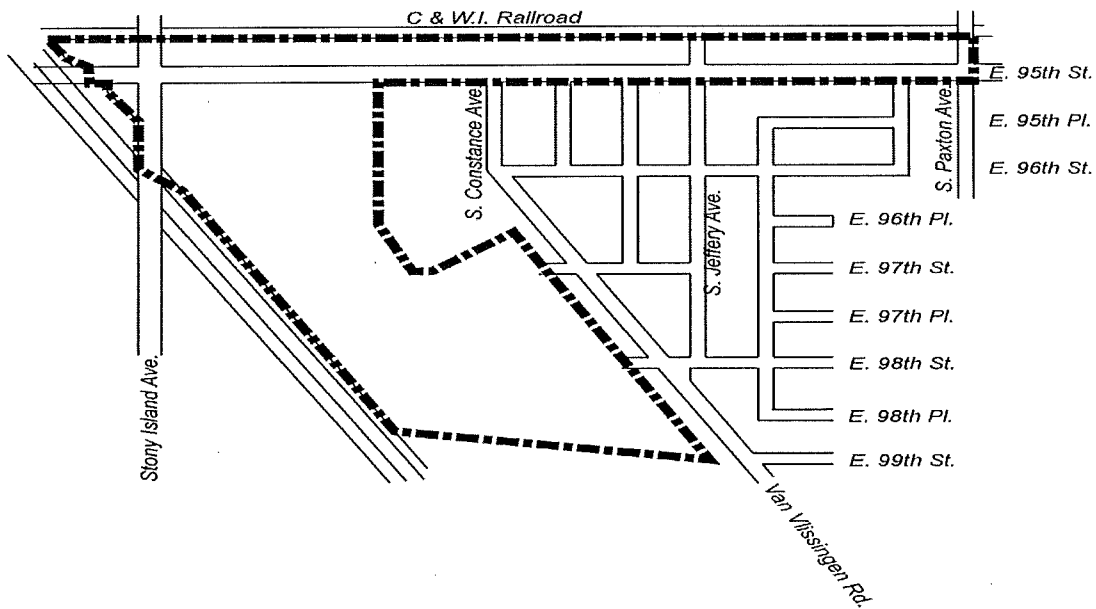 C & W.I. Railroad
E. 95th St.
E. 95th Pl.
E. 96th St.
S. Constance Ave.
S. Paxton Ave.
E. 96th Pl.
S. Jeffery Ave.
E. 97th St.
E. 97th Pl.
E. 98th St.
Stony Island Ave.
E. 98th Pl.
E. 99th St.
Van Vlissingen Rd.